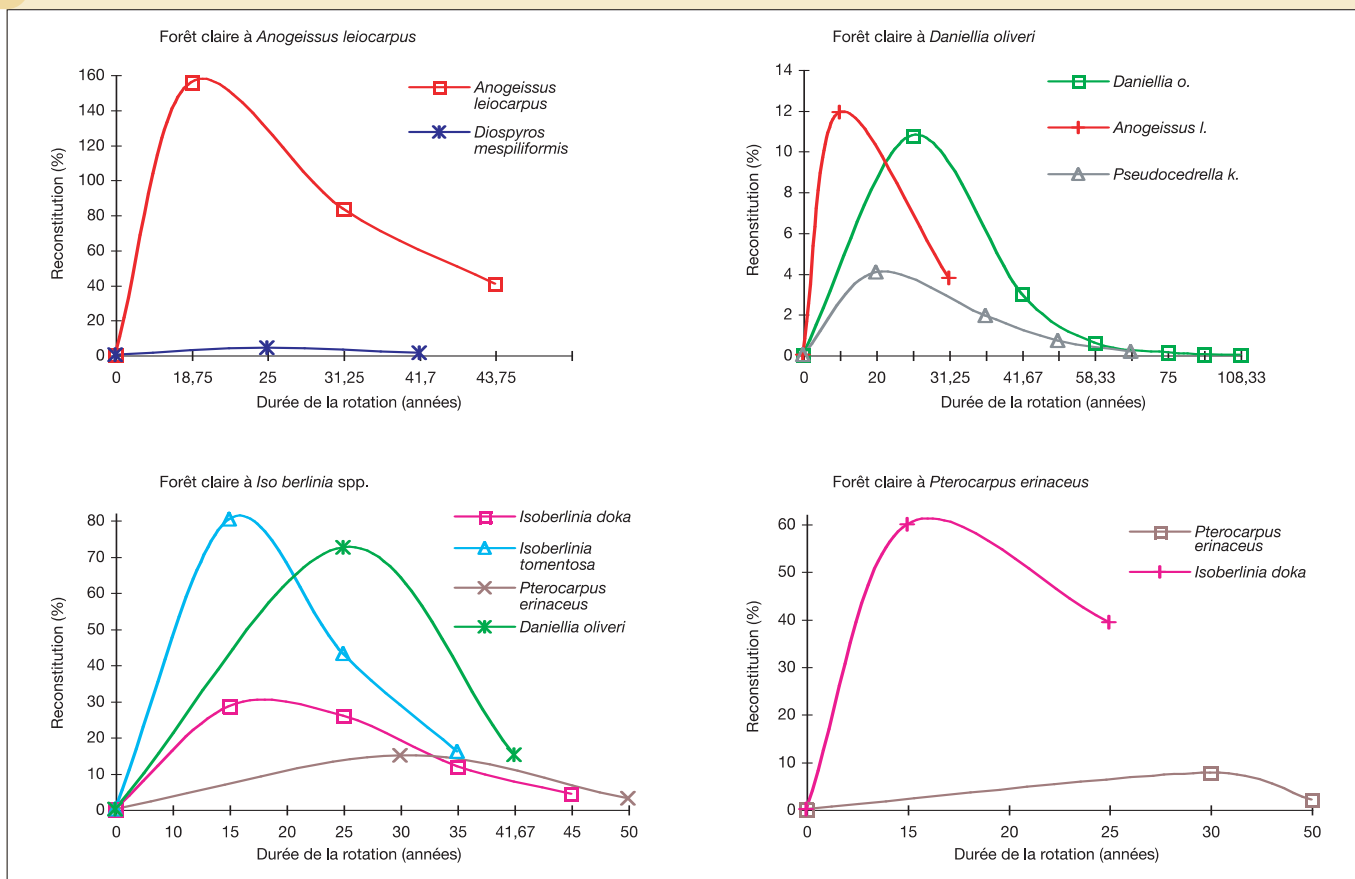 Forêt claire à Anogeissus leiocarpus
Reconstitution (%)
160
140
120
100
80
60
40
20
0
0 18,75 25 31,25 41,7 43,75
Durée de la rotation (années)
Anogeissus
leiocarpus
Diospyros
mespiliformis
Forêt claire à Daniellia oliveri
Reconstitution (%)
14
12
10
8
6
4
2
0
0 20 31,25 41,67 58,33 75 108,33
Durée de la rotation (années)
Daniellia o.
Anogeissus l.
Pseudocedrella k.
Forêt claire à Iso berlinia spp.
Reconstitution (%)
80
70
60
50
40
30
20
10
0
0 10 15 20 25 30 35 41,67 45 50
Durée de la rotation (années)
Isoberlinia doka
Isoberlinia
tomentosa
Pterocarpus
erinaceus
Daniellia oliveri
Forêt claire à Pterocarpus erinaceus
Reconstitution (%)
60
50
40
30
20
10
0
0 15 20 25 30 50
Durée de la rotation (années)
Pterocarpus
erinaceus
Isoberlinia doka